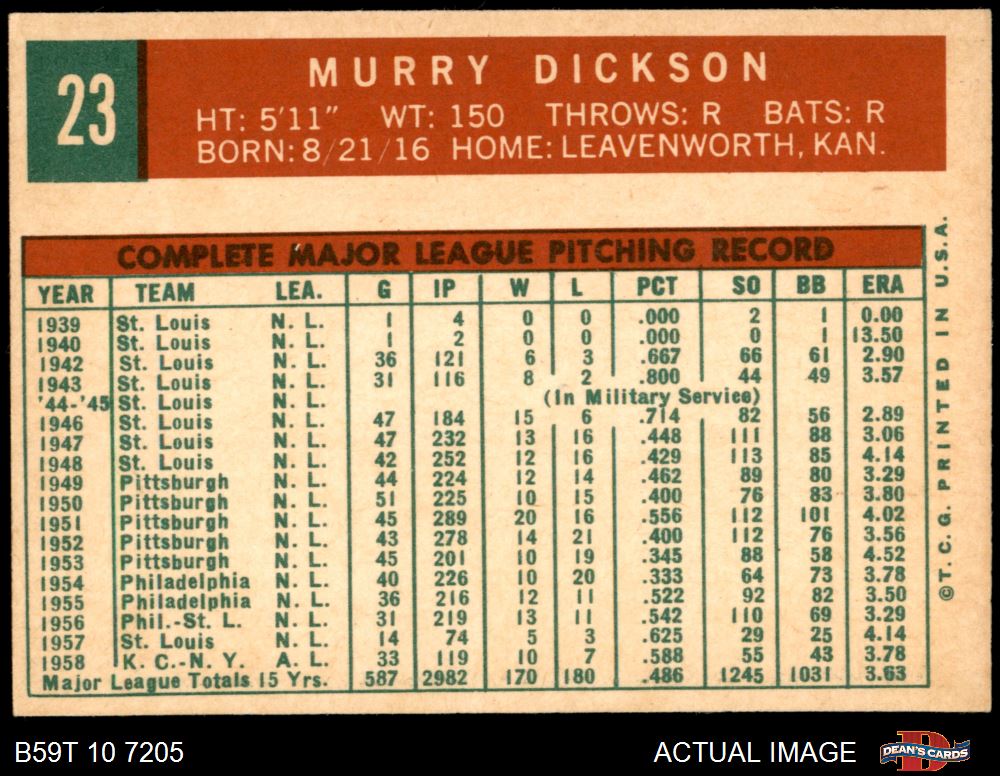 23
MURRY DICKSON
HT: 5'11" WT: 150 THROWS: R BATS: R
BORN: 8/21/16 HOME: LEAVENWORTH, KAN.
COMPLETE MAJOR LEAGUE PITCHING RECORD
YEAR TEAM LEA. G IP W L PCT SO BB ERA
1939 St. Louis N. L. 1 4 0 0 .000 2 1 0.00
1940 St. Louis N. L. 1 2 0 0 .000 0 1 13.50
1942 St. Louis N. L. 36 121 6 3 .667 66 61 2.90
1943 St. Louis N. L. 31 116 8 2 .800 44 49 3.57
'44-'45 St. Louis N. L. (In Military Service)
1946 St. Louis N. L. 47 184 15 6 .714 82 56 2.89
1947 St. Louis N. L. 47 232 13 16 .448 111 88 3.06
1948 St. Louis N. L. 42 252 12 16 .429 113 85 4.14
1949 Pittsburgh N. L. 44 224 12 14 .462 89 80 3.29
1950 Pittsburgh N. L. 51 225 10 15 .400 76 83 3.80
1951 Pittsburgh N. L. 45 289 20 16 .556 112 101 4.02
1952 Pittsburgh N. L. 43 278 14 21 .400 112 76 3.56
1953 Pittsburgh N. L. 45 201 10 19 .345 88 58 4.52
1954 Philadelphia N. L. 40 226 10 20 .333 64 73 3.78
1955 Philadelphia N. L. 36 216 12 11 .522 92 82 3.50
1956 Phil.-St. L. N. L. 31 219 13 11 .542 110 69 3.29
1957 St. Louis N. L. 14 74 5 3 .625 29 25 4.14
1958 K. C.-N. Y. A. L. 33 119 10 7 .588 55 43 3.78
Major League Totals 15 Yrs. 587 2982 170 180 .486 1245 1031 3.63
©T. C. G. PRINTED IN U.S.A.
B59T 10 7205 ACTUAL IMAGE
D
DEAN'S CARDS